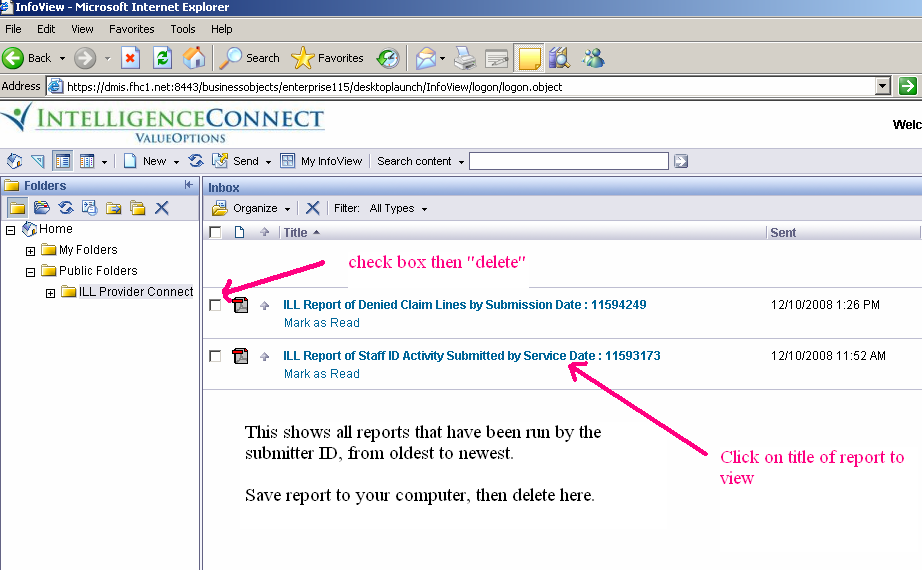 InfoView - Microsoft Internet Explorer
File Edit View Favorites Tools Help
Back Search Favorites
Address https://dmis.fhc1.net:8443/businessobjects/enterprise115/desktoplaunch/InfoView/logon/logon.object
INTELLIGENCECONNECT
VALUEOPTIONS
Welc
New Send My InfoView Search content
Folders
Inbox
Organize Filter: All Types
Home
Title Sent
My Folders
Public Folders
ILL Provider Connect
check box then "delete"
ILL Report of Denied Claim Lines by Submission Date : 11594249 12/10/2008 1:26 PM
Mark as Read
ILL Report of Staff ID Activity Submitted by Service Date : 11593173 12/10/2008 11:52 AM
Mark as Read
This shows all reports that have been run by the
submitter ID, from oldest to newest.
Click on title of report to
view
Save report to your computer, then delete here.